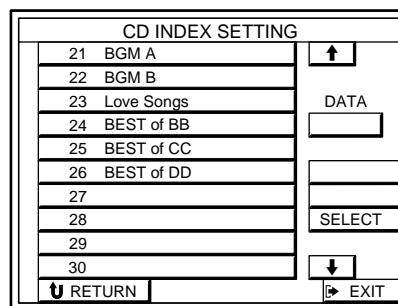 CD INDEX SETTING
21 BGM A
22 BGM B
23 Love Songs
24 BEST of BB
25 BEST of CC
26 BEST of DD
27
28
29
30
DATA
SELECT
RETURN
EXIT